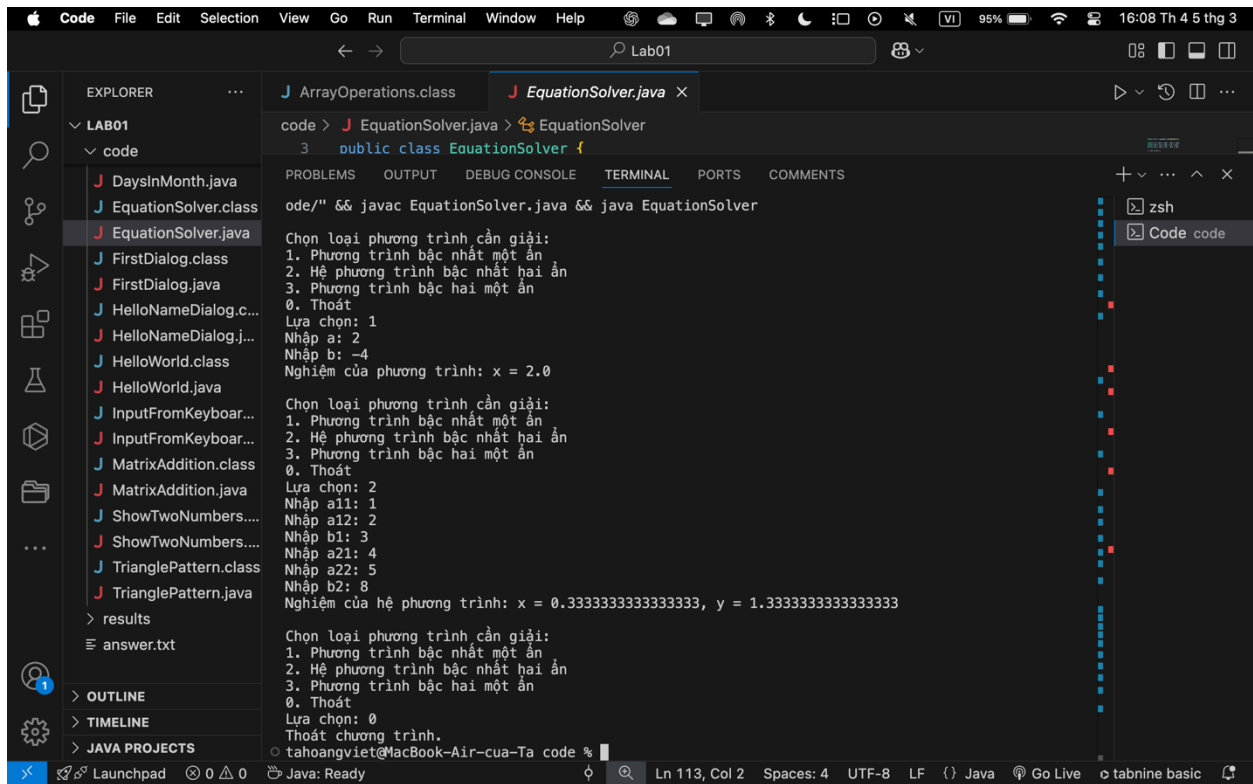 Code File Edit Selection View Go Run Terminal Window Help VI 95% 16:08 Th 4 5 thg 3
Lab01
EXPLORER
LAB01
code
DaysInMonth.java
EquationSolver.class
EquationSolver.java
FirstDialog.class
FirstDialog.java
HelloNameDialog.c...
HelloNameDialog.j...
HelloWorld.class
HelloWorld.java
InputFromKeyboar...
InputFromKeyboar...
MatrixAddition.class
MatrixAddition.java
ShowTwoNumbers....
ShowTwoNumbers....
TrianglePattern.class
TrianglePattern.java
results
answer.txt
OUTLINE
TIMELINE
JAVA PROJECTS
ArrayOperations.class EquationSolver.java
code > EquationSolver.java > EquationSolver
3 public class EquationSolver {
PROBLEMS OUTPUT DEBUG CONSOLE TERMINAL PORTS COMMENTS
ode/" && javac EquationSolver.java && java EquationSolver
Chọn loại phương trình cần giải:
1. Phương trình bậc nhất một ẩn
2. Hệ phương trình bậc nhất hai ẩn
3. Phương trình bậc hai một ẩn
0. Thoát
Lựa chọn: 1
Nhập a: 2
Nhập b: -4
Nghiệm của phương trình: x = 2.0
Chọn loại phương trình cần giải:
1. Phương trình bậc nhất một ẩn
2. Hệ phương trình bậc nhất hai ẩn
3. Phương trình bậc hai một ẩn
0. Thoát
Lựa chọn: 2
Nhập a11: 1
Nhập a12: 2
Nhập b1: 3
Nhập a21: 4
Nhập a22: 5
Nhập b2: 8
Nghiệm của hệ phương trình: x = 0.3333333333333333, y = 1.3333333333333333
Chọn loại phương trình cần giải:
1. Phương trình bậc nhất một ẩn
2. Hệ phương trình bậc nhất hai ẩn
3. Phương trình bậc hai một ẩn
0. Thoát
Lựa chọn: 0
Thoát chương trình.
tahoangviet@MacBook-Air-cua-Ta code %
zsh
Code code
1
Launchpad 0 0 Java: Ready Ln 113, Col 2 Spaces: 4 UTF-8 LF {} Java Go Live tabnine basic